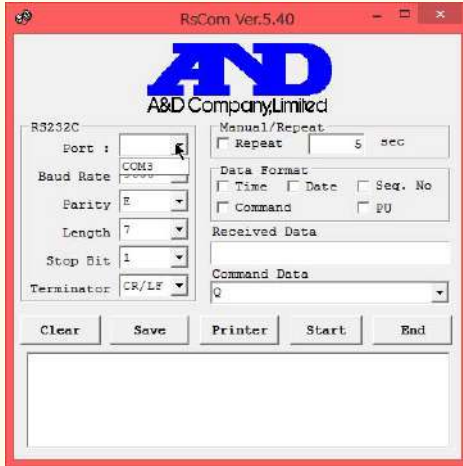 RsCom Ver.5.40
AND
A&D Company,Limited
RS232C
Port :
COM3
Baud Rate
Parity E
Length 7
Stop Bit 1
Terminator CR/LF
Manual/Repeat
Repeat 5 sec
Data Format
Time Date Seq. No
Command PU
Received Data
Command Data
Q
Clear Save Printer Start End